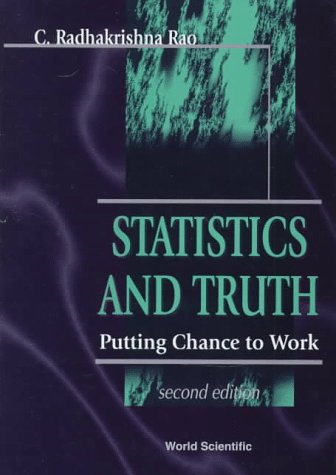 C. Radhakrishna Rao
STATISTICS
AND TRUTH
Putting Chance to Work
second edition
World Scientific